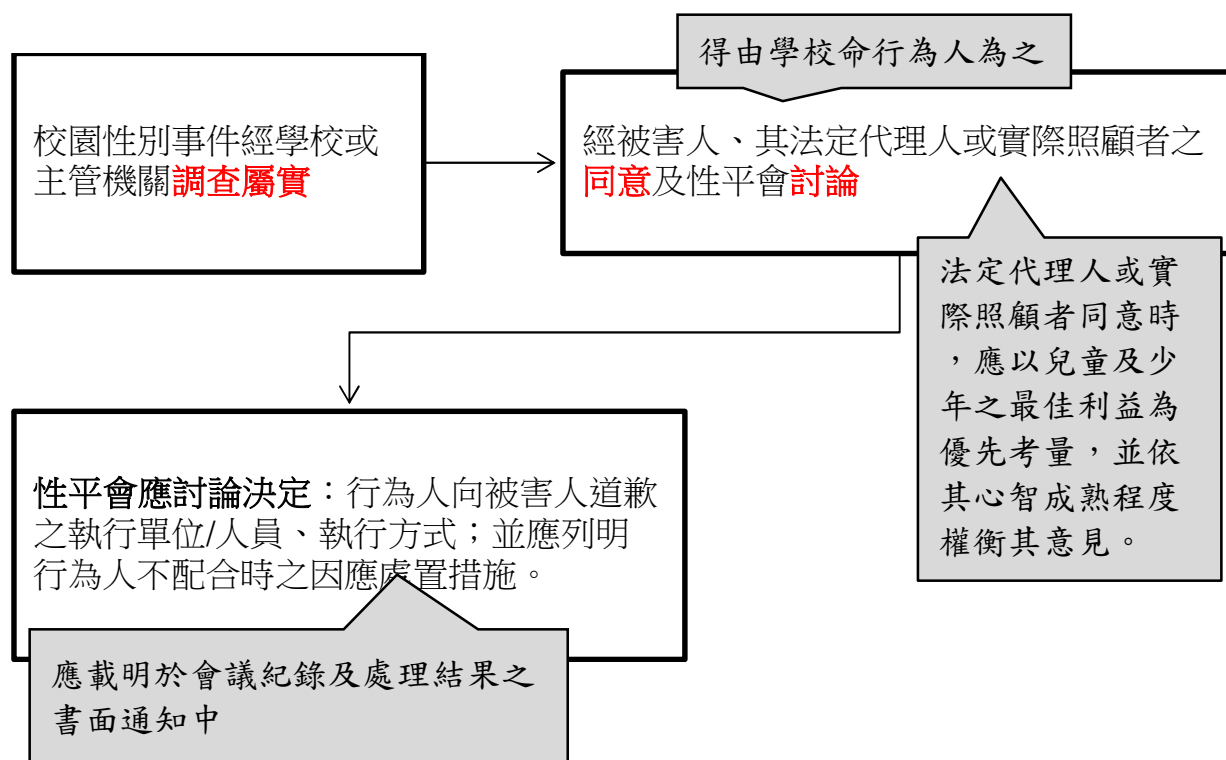 得由學校命行為人為之
校園性別事件經學校或
主管機關調查屬實
經被害人、其法定代理人或實際照顧者之
同意及性平會討論
法定代理人或實
際照顧者同意時
，應以兒童及少
年之最佳利益為
優先考量，並依
其心智成熟程度
權衡其意見。
性平會應討論決定：行為人向被害人道歉
之執行單位/人員、執行方式；並應列明
行為人不配合時之因應處置措施。
應載明於會議紀錄及處理結果之
書面通知中